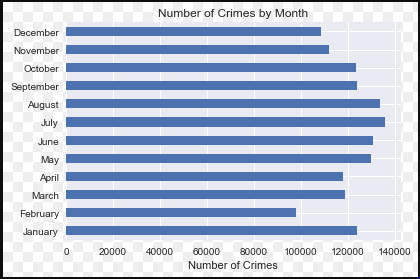 Number of Crimes by Month
December
November
October
September
August
July
June
May
April
March
February
January
0 20000 40000 60000 80000 100000 120000 140000
Number of Crimes